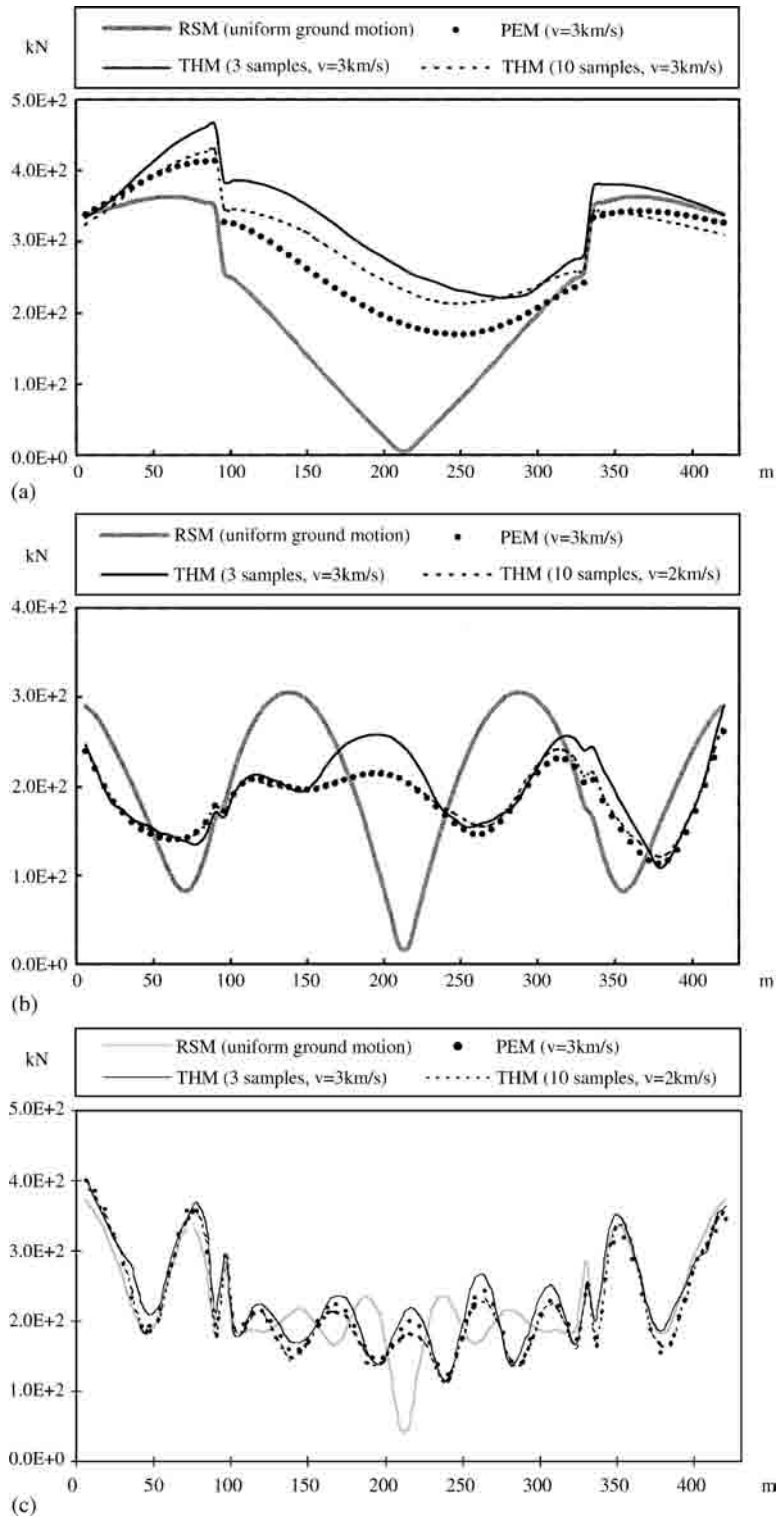 RSM (uniform ground motion)
PEM (v=3km/s)
kN
THM (3 samples, v=3km/s)
THM (10 samples, v=3km/s)
5.0E+2
4.0E+2
3.0E+2
2.0E+2
1.0E+2
0.0E+0
50 100 150 200 250 300 350 400 m
(a)
RSM (uniform ground motion)
PEM (v=3km/s)
kN
THM (3 samples, v=3km/s)
THM (10 samples, v=2km/s)
4.0E+2
3.0E+2
2.0E+2
1.0E+2
0.0E+0
50 100 150 200 250 300 350 400 m
(b)
RSM (uniform ground motion)
PEM (v=3km/s)
kN
THM (3 samples, v=3km/s)
THM (10 samples, v=2km/s)
5.0E+2
4.0E+2
3.0E+2
2.0E+2
1.0E+2
0.0E+0
50 100 150 200 250 300 350 400 m
(c)